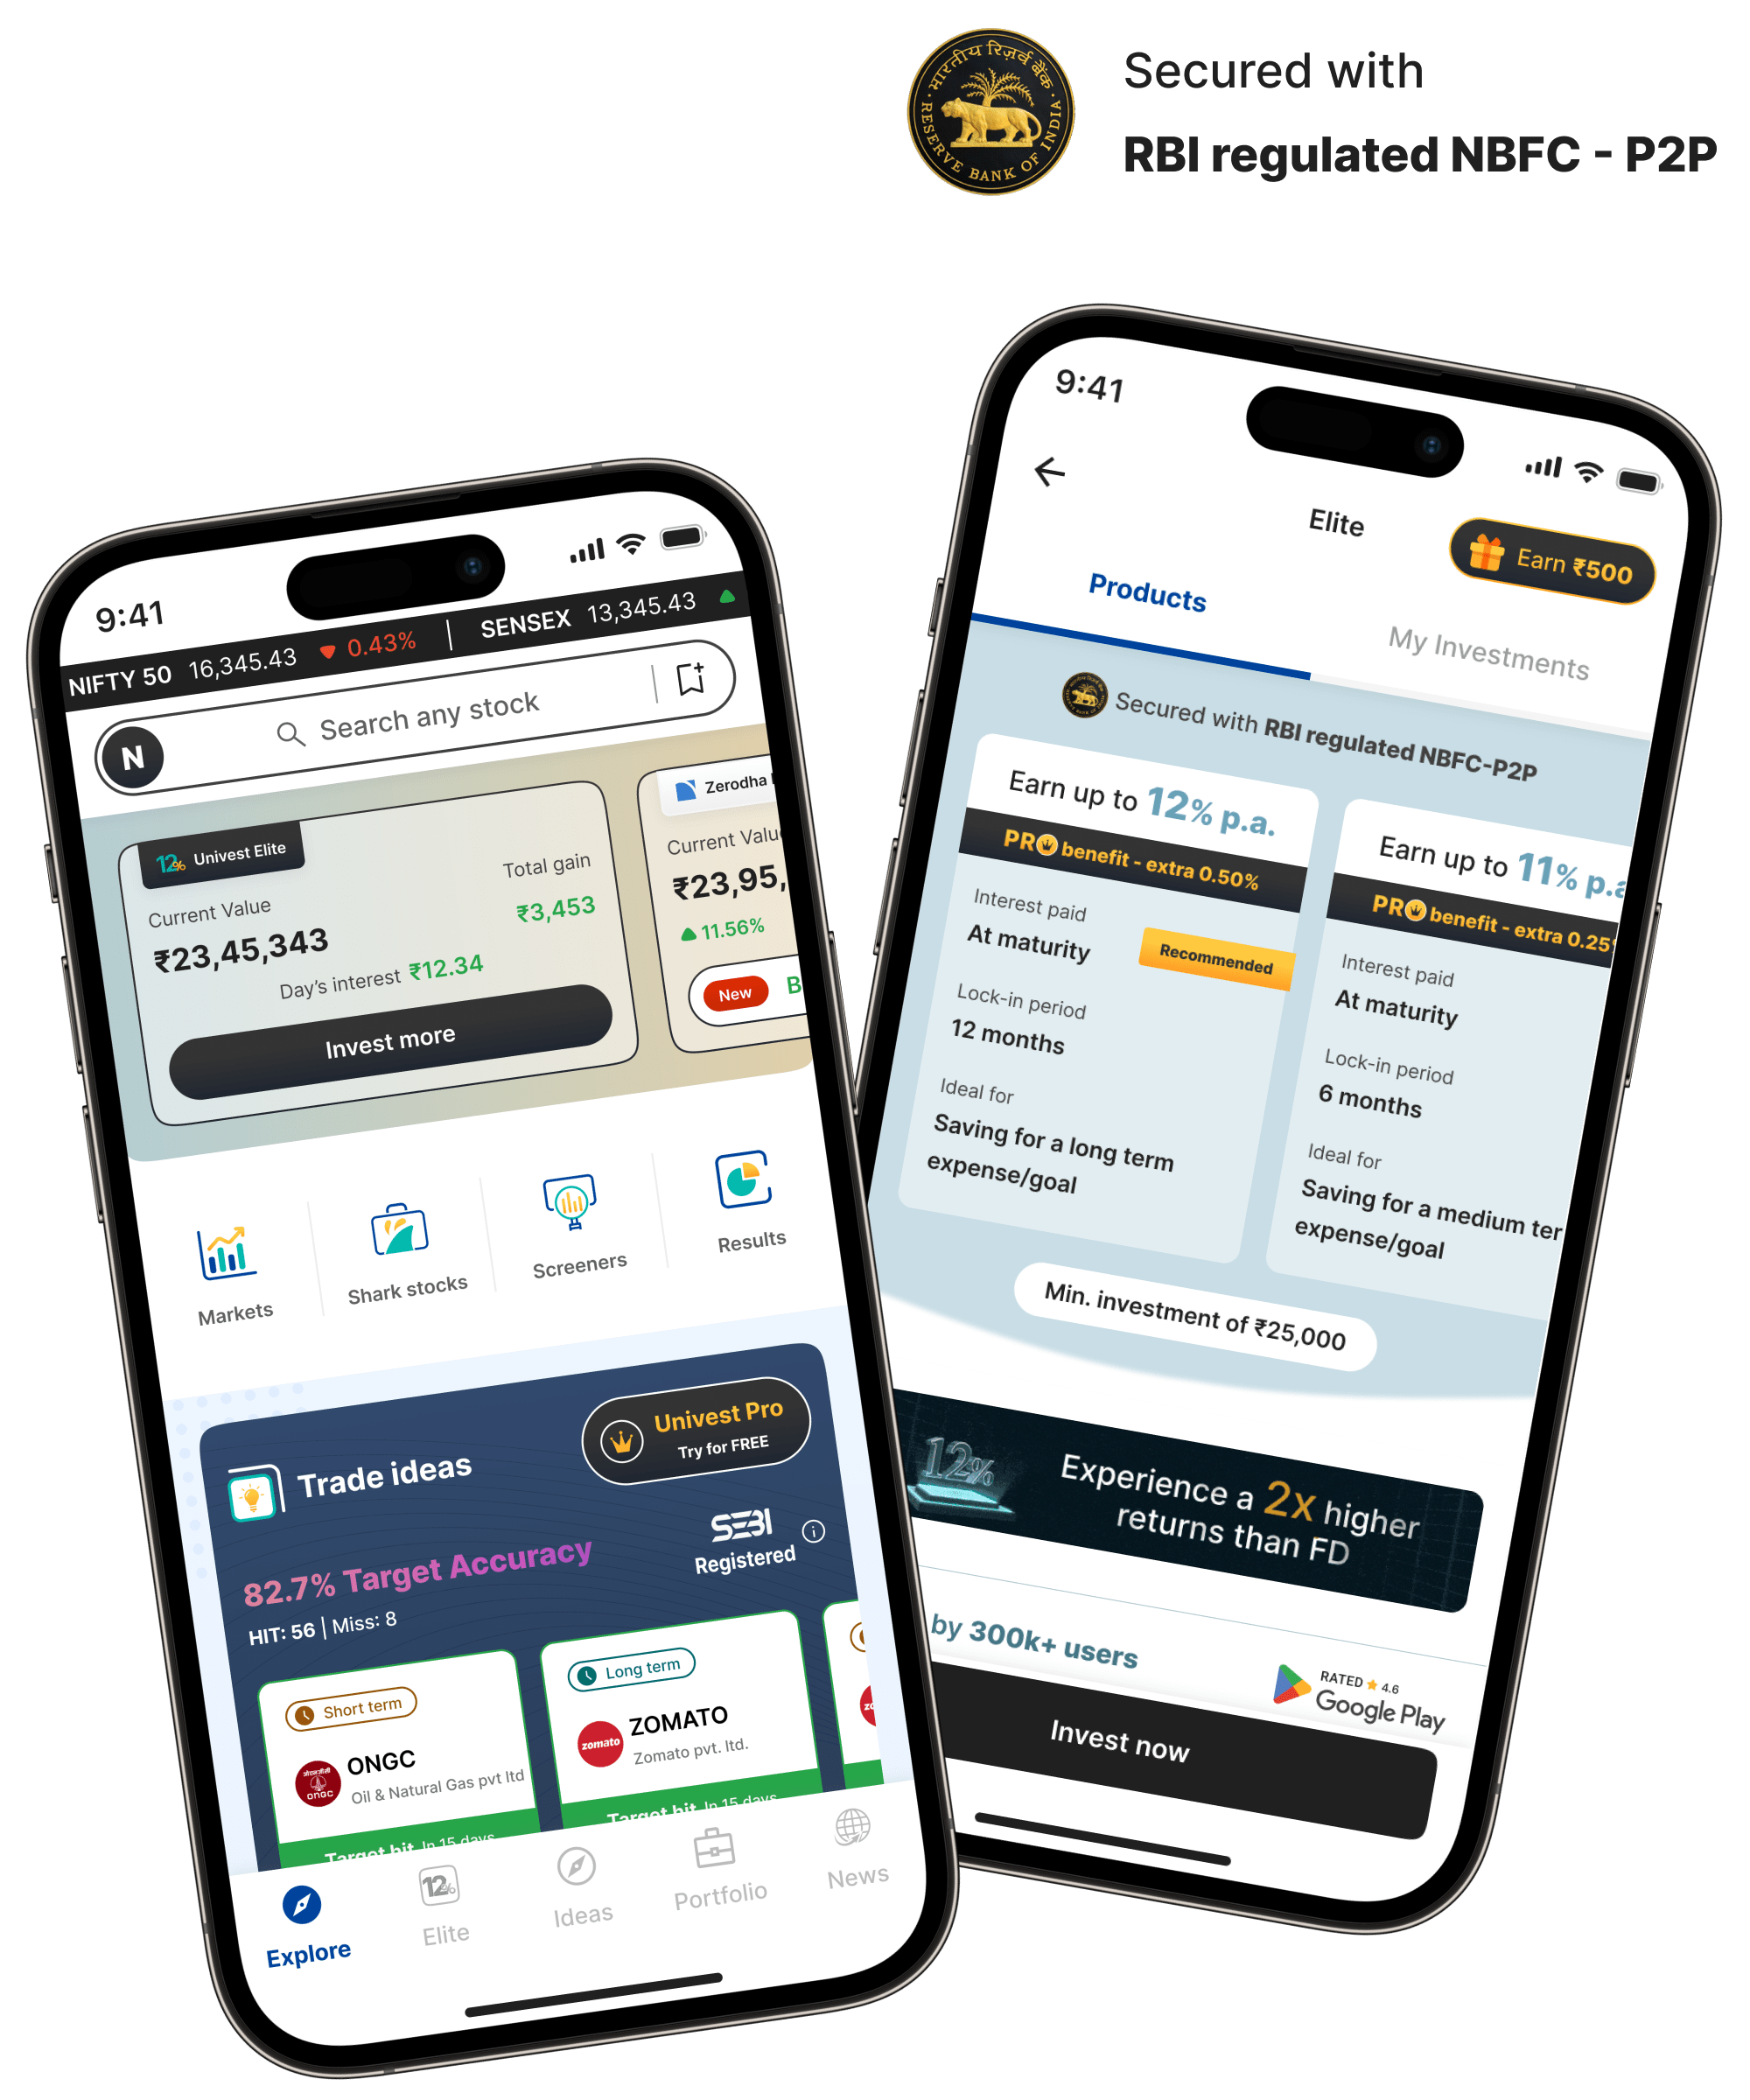 भारतीय रिज़र्व बैंक
RESERVE BANK OF INDIA
Secured with
RBI regulated NBFC - P2P
9:41
NIFTY 50 16,345.43 0.43% SENSEX 13,345.43
N
Search any stock
12% Univest Elite
Current Value
₹23,45,343
Total gain
₹3,453
Day's interest ₹12.34
Invest more
Zerodha
Current Valu
₹23,95,
11.56%
New B
Markets
Shark stocks
Screeners
Results
Trade ideas
Univest Pro
Try for FREE
82.7% Target Accuracy
HIT: 56 | Miss: 8
SEBI
Registered
Short term
ONGC
ONGC
Oil & Natural Gas pvt ltd
Target hit In 15 days
Long term
zomato
ZOMATO
Zomato pvt. ltd.
Target hit In 15 days
zo
Explore
12%
Elite
Ideas
Portfolio
News
9:41
Elite
Earn ₹500
Products
My Investments
Secured with RBI regulated NBFC-P2P
Earn up to 12% p.a.
PRO benefit - extra 0.50%
Interest paid
At maturity
Recommended
Lock-in period
12 months
Ideal for
Saving for a long term
expense/goal
Earn up to 11% p.a
PRO benefit - extra 0.25%
Interest paid
At maturity
Lock-in period
6 months
Ideal for
Saving for a medium ter
expense/goal
Min. investment of ₹25,000
12%
Experience a 2x higher
returns than FD
by 300k+ users
RATED 4.6
Google Play
Invest now